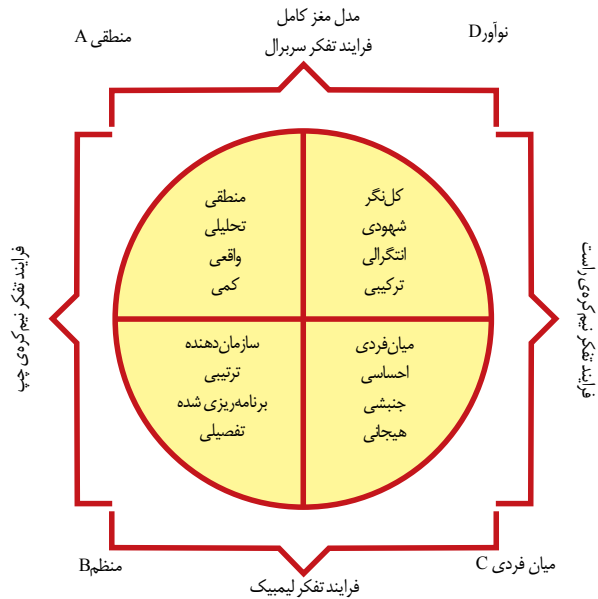 مدل مغز کامل
فرایند تفکر سربرال
نوآورD
منطقی A
کل‌نگر
شهودی
انتگرالی
ترکیبی
منطقی
تحلیلی
واقعی
کمی
فرایند تفکر نیم‌کره‌ی راست
فرایند تفکر نیم‌کره‌ی چپ
میان‌فردی
احساسی
جنبشی
هیجانی
سازمان‌دهنده
ترتیبی
برنامه‌ریزی شده
تفصیلی
میان فردی C
منظمB
فرایند تفکر لیمبیک